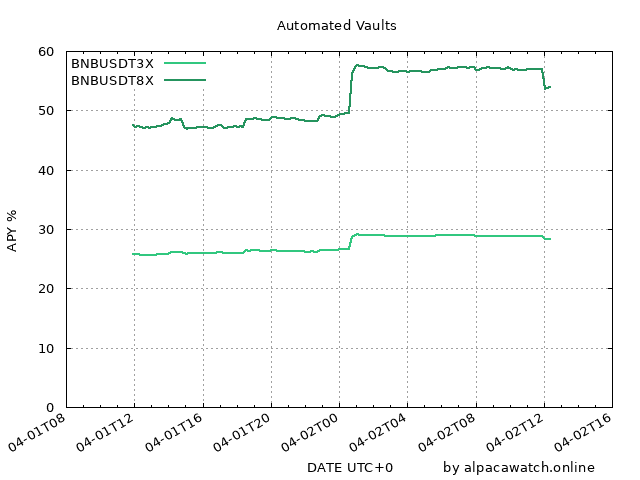 Automated Vaults
BNBUSDT3X
BNBUSDT8X
60
50
40
30
20
10
0
APY %
04-01T08
04-01T12
04-01T16
04-01T20
04-02T00
04-02T04
04-02T08
04-02T12
04-02T16
DATE UTC+0
by alpacawatch.online